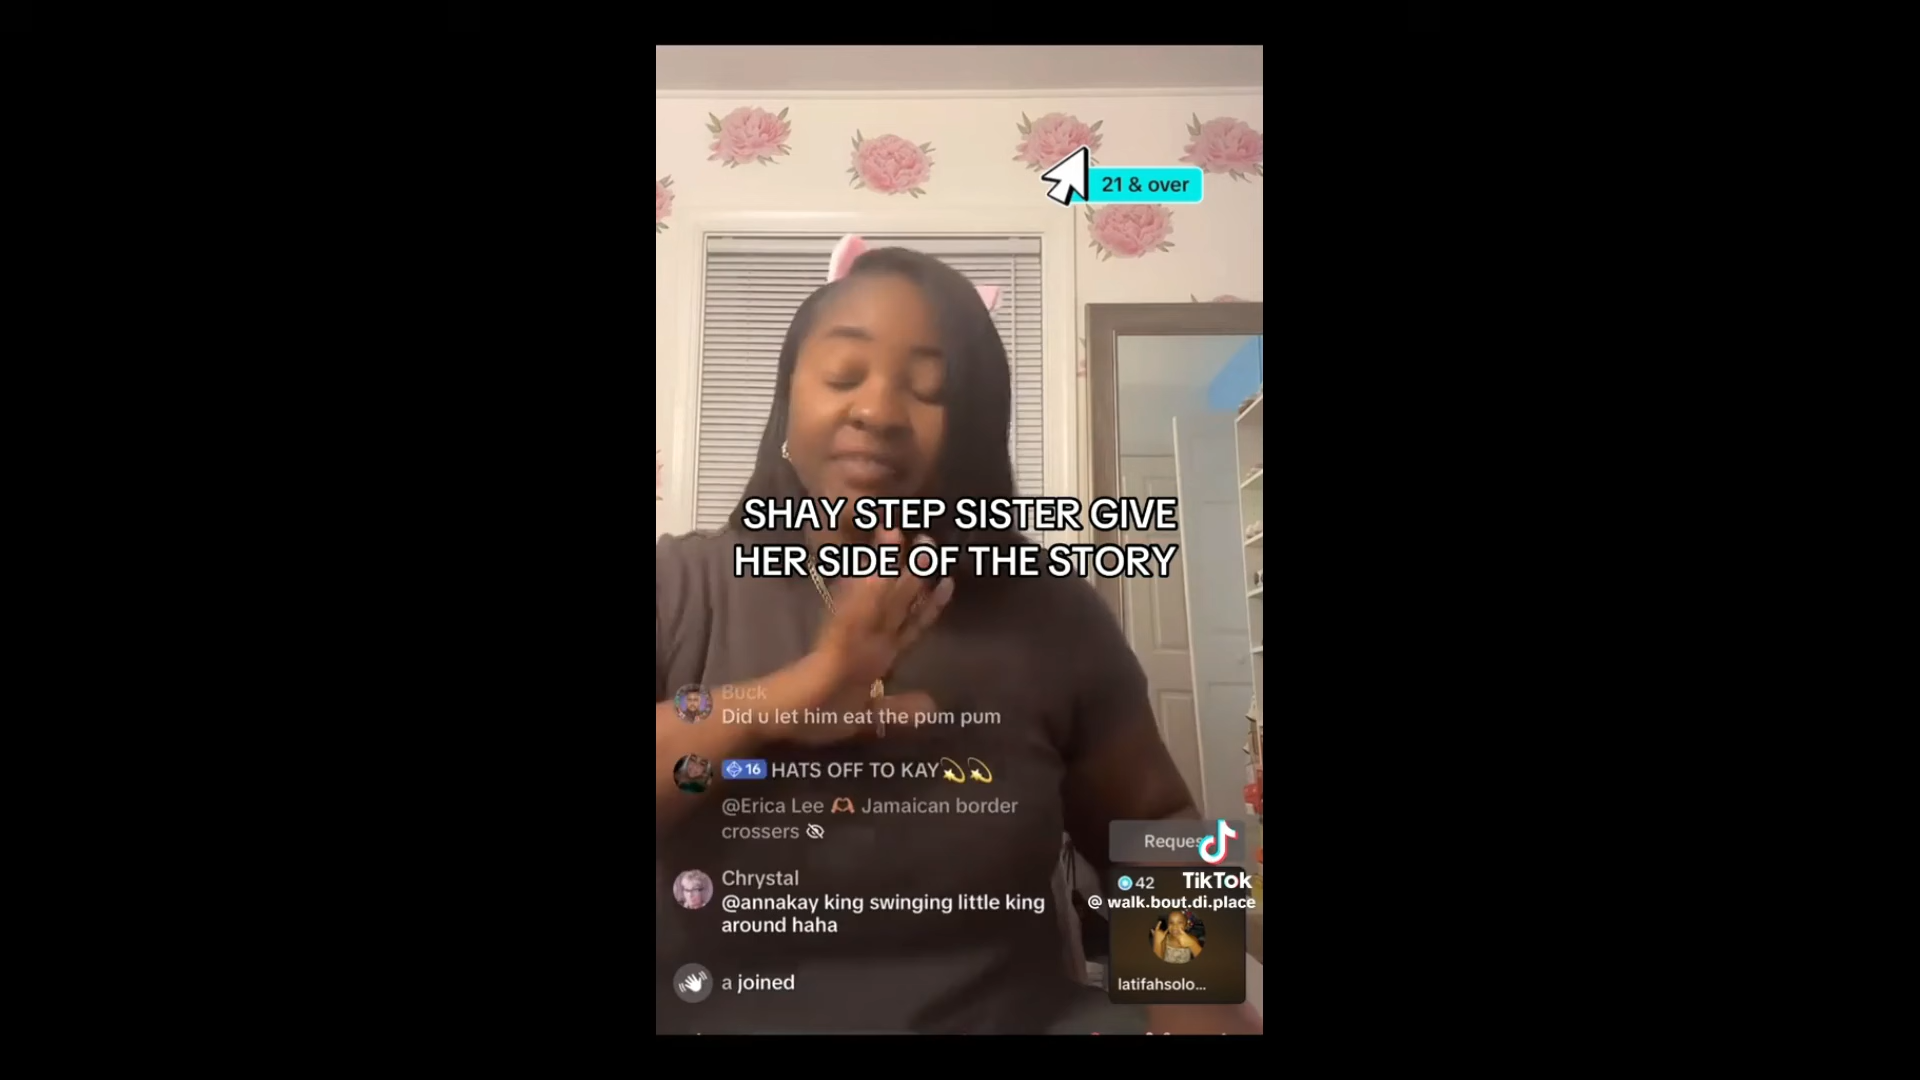 21 & over
SHAY STEP SISTER GIVE
HER SIDE OF THE STORY
Buck
Did u let him eat the pum pum
16 HATS OFF TO KAY💫💫
@Erica Lee 🫶🏽 Jamaican border
crossers
Chrystal
@annakay king swinging little king
around haha
a joined
Reques
42
TikTok
@ walk.bout.di.place
latifahsolo...